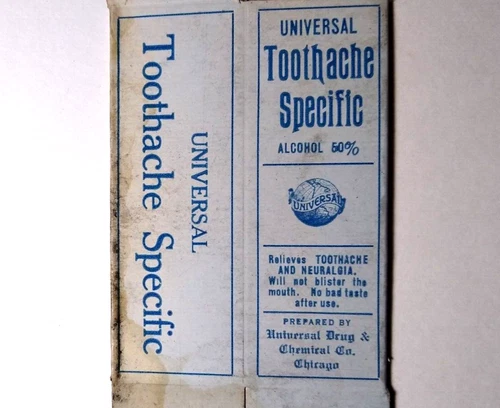 UNIVERSAL
Toothache Specific
UNIVERSAL
Toothache
Specific
ALCOHOL 50%
UNIVERSAL
Relieves TOOTHACHE
AND NEURALGIA.
Will not blister the
mouth. No bad taste
after use.
PREPARED BY
Universal Drug &
Chemical Co.
Chicago